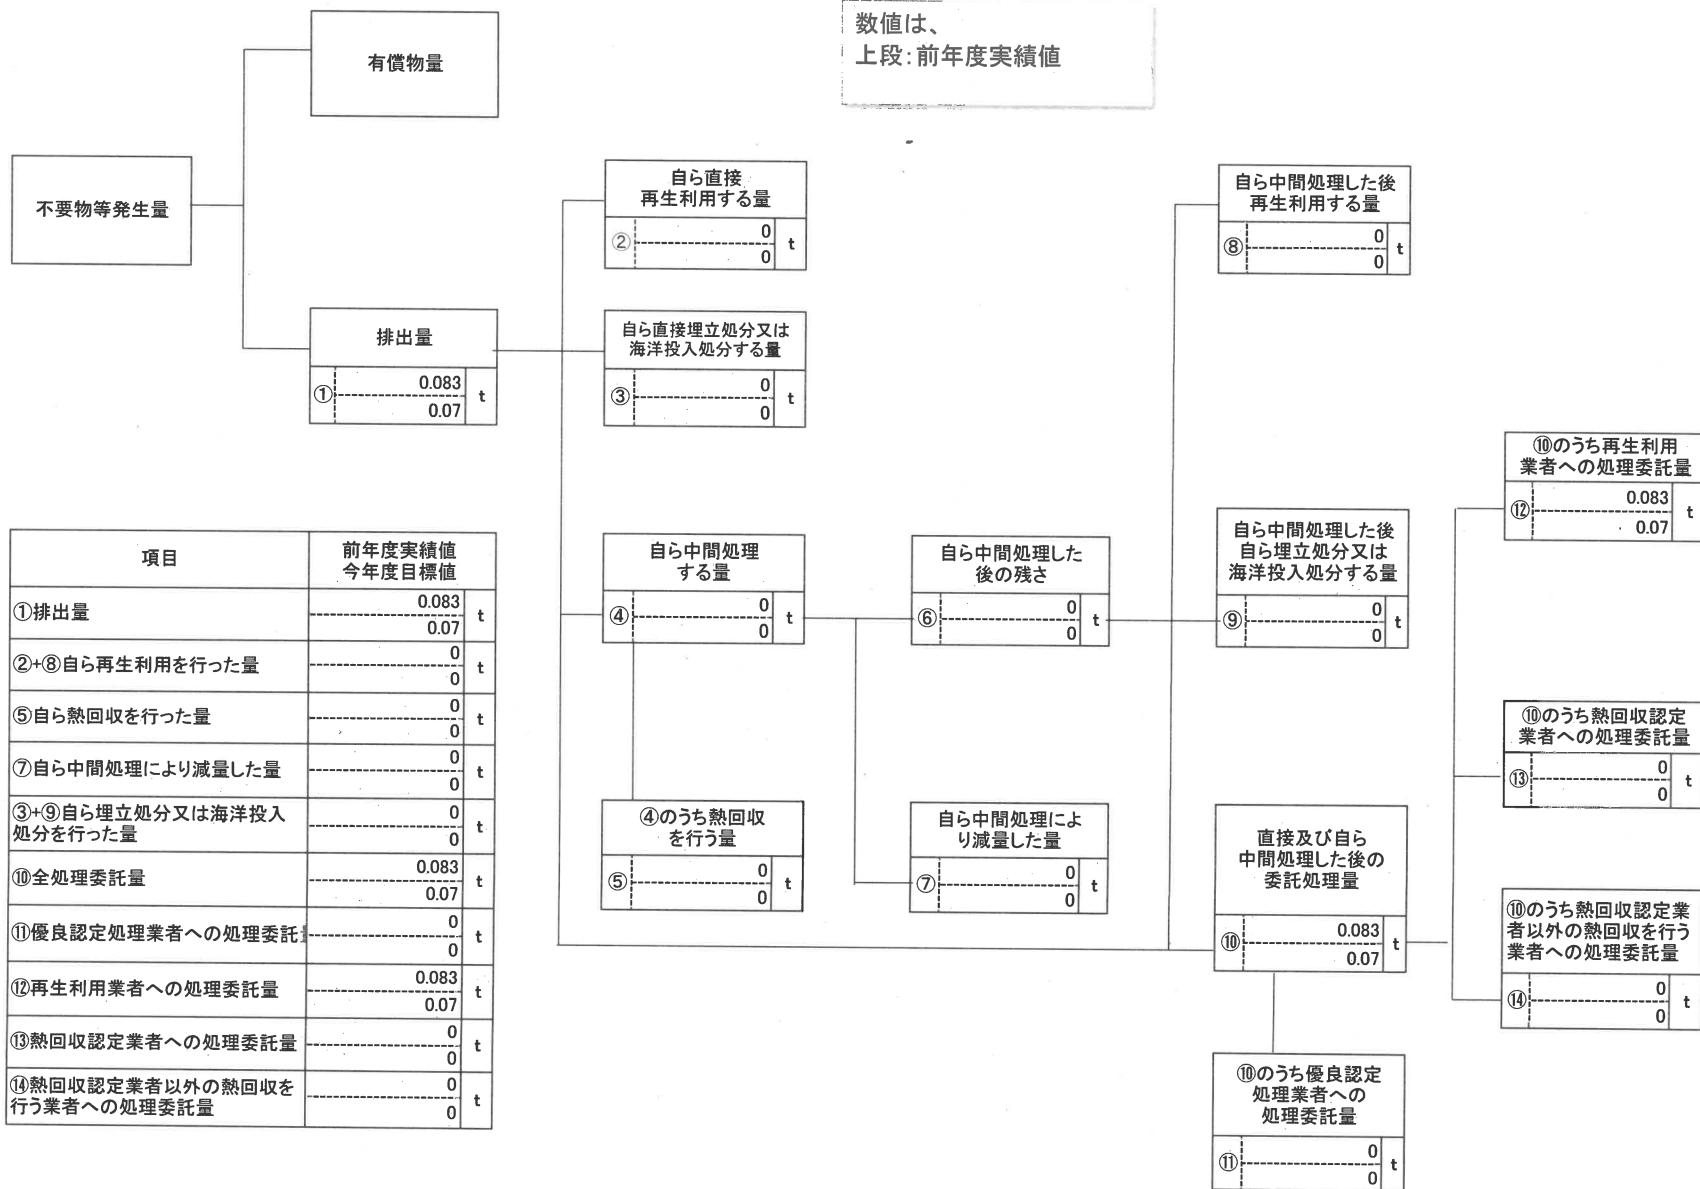 数値は、
上段:前年度実績値
有償物量
不要物等発生量
排出量
① 0.083 t
0.07
自ら直接
再生利用する量
② 0 t
0
自ら直接埋立処分又は
海洋投入処分する量
③ 0 t
0
自ら中間処理
する量
④ 0 t
0
④のうち熱回収
を行う量
⑤ 0 t
0
自ら中間処理した
後の残さ
⑥ 0 t
0
自ら中間処理によ
り減量した量
⑦ 0 t
0
自ら中間処理した後
再生利用する量
⑧ 0 t
0
自ら中間処理した後
自ら埋立処分又は
海洋投入処分する量
⑨ 0 t
0
直接及び自ら
中間処理した後の
委託処理量
⑩ 0.083 t
0.07
⑩のうち優良認定
処理業者への
処理委託量
⑪ 0 t
0
⑩のうち再生利用
業者への処理委託量
⑫ 0.083 t
0.07
⑩のうち熱回収認定
業者への処理委託量
⑬ 0 t
0
⑩のうち熱回収認定業
者以外の熱回収を行う
業者への処理委託量
⑭ 0 t
0
項目 前年度実績値
今年度目標値
①排出量 0.083 t
0.07
②+⑧自ら再生利用を行った量 0 t
0
⑤自ら熱回収を行った量 0 t
0
⑦自ら中間処理により減量した量 0 t
0
③+⑨自ら埋立処分又は海洋投入
処分を行った量 0 t
0
⑩全処理委託量 0.083 t
0.07
⑪優良認定処理業者への処理委託 0 t
0
⑫再生利用業者への処理委託量 0.083 t
0.07
⑬熱回収認定業者への処理委託量 0 t
0
⑭熱回収認定業者以外の熱回収を
行う業者への処理委託量 0 t
0